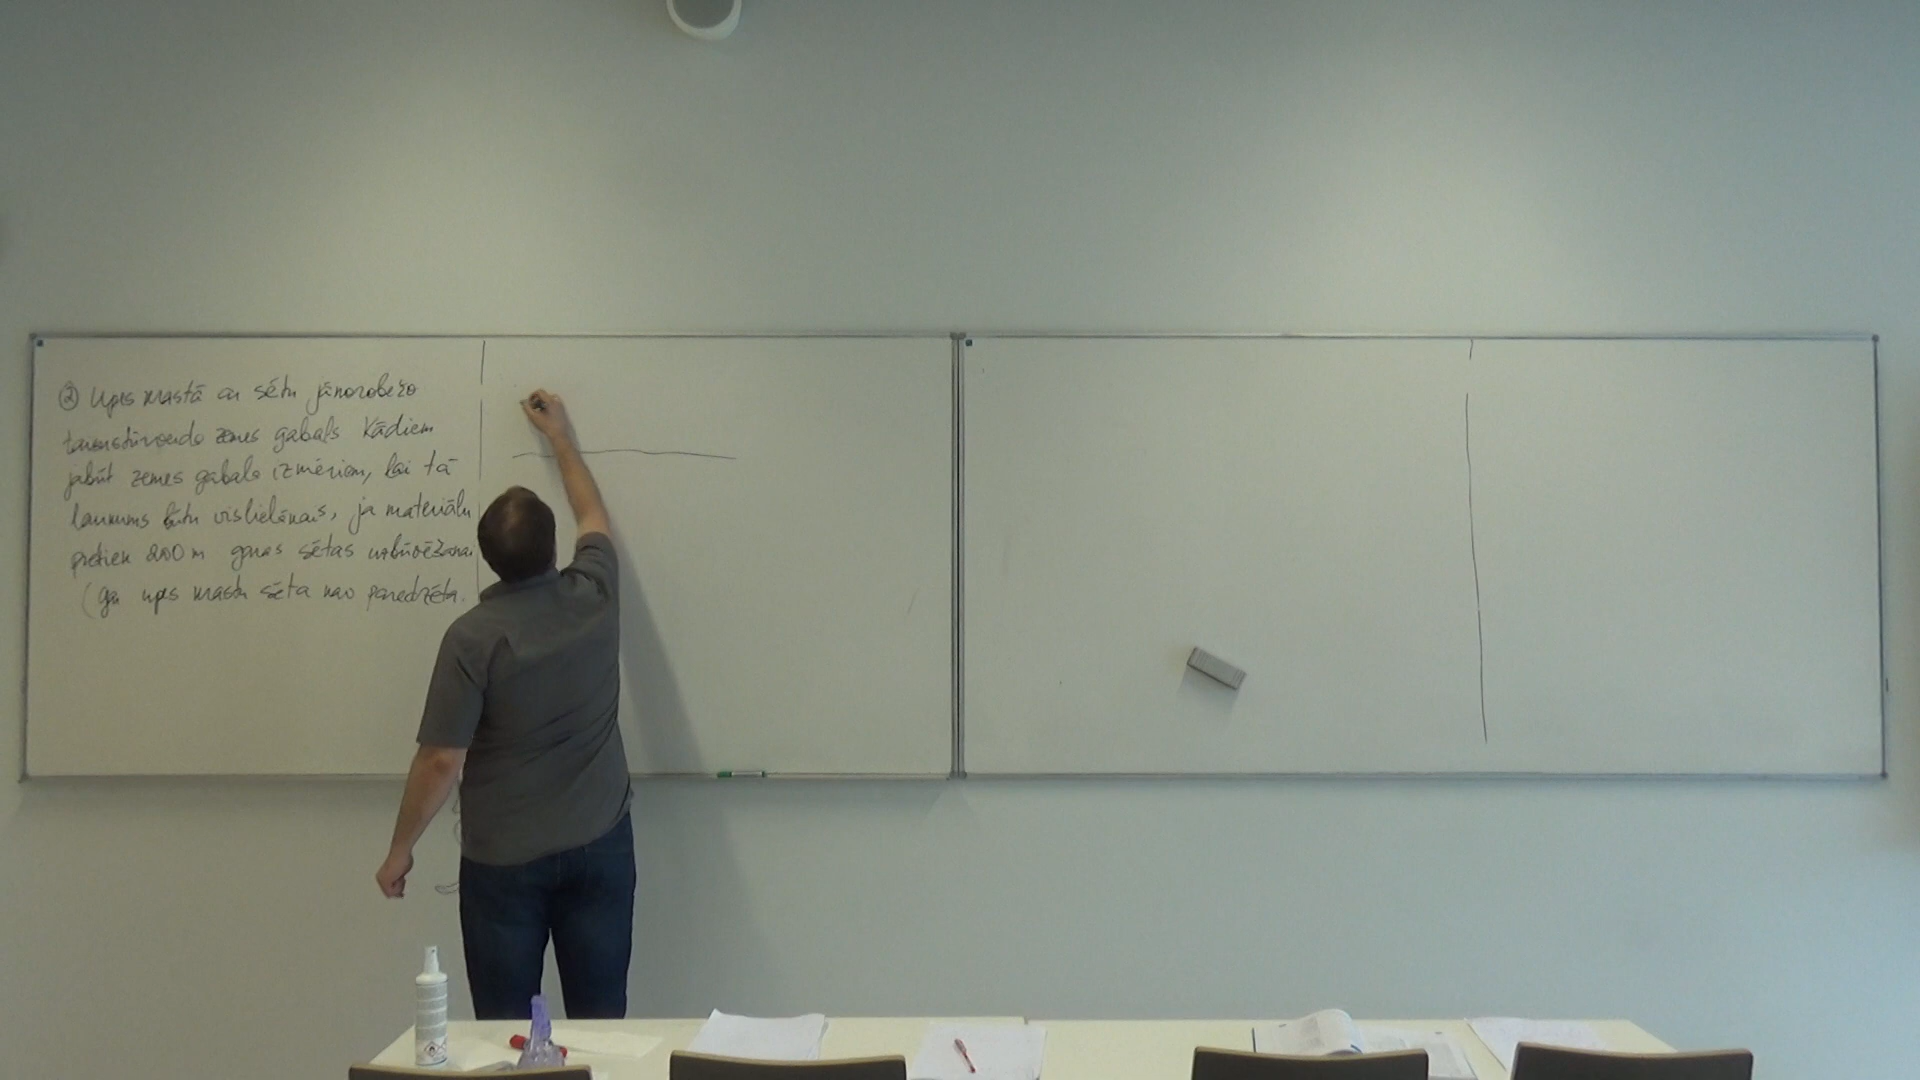 ② Upes krastā ar sētu jānorobežo
taisnstūrveida zemes gabals Kādiem
jabūt zemes gabala izmēriem, lai tā
laukums būtu vislielākais, ja materiālu
pietiek 200 m garas sētas uzbūvēšanai
(gar upes krastu sēta nav paredzēta.